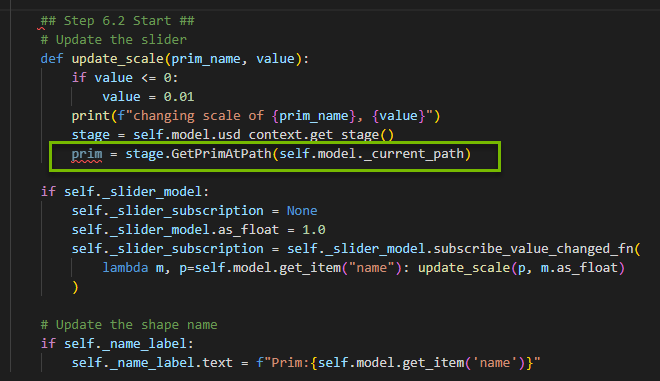 ## Step 6.2 Start ##
# Update the slider
def update_scale(prim_name, value):
if value <= 0:
value = 0.01
print(f"changing scale of {prim_name}, {value}")
stage = self.model.usd_context.get_stage()
prim = stage.GetPrimAtPath(self.model._current_path)
if self._slider_model:
self._slider_subscription = None
self._slider_model.as_float = 1.0
self._slider_subscription = self._slider_model.subscribe_value_changed_fn(
lambda m, p=self.model.get_item("name"): update_scale(p, m.as_float)
)
# Update the shape name
if self._name_label:
self._name_label.text = f"Prim:{self.model.get_item('name')}"